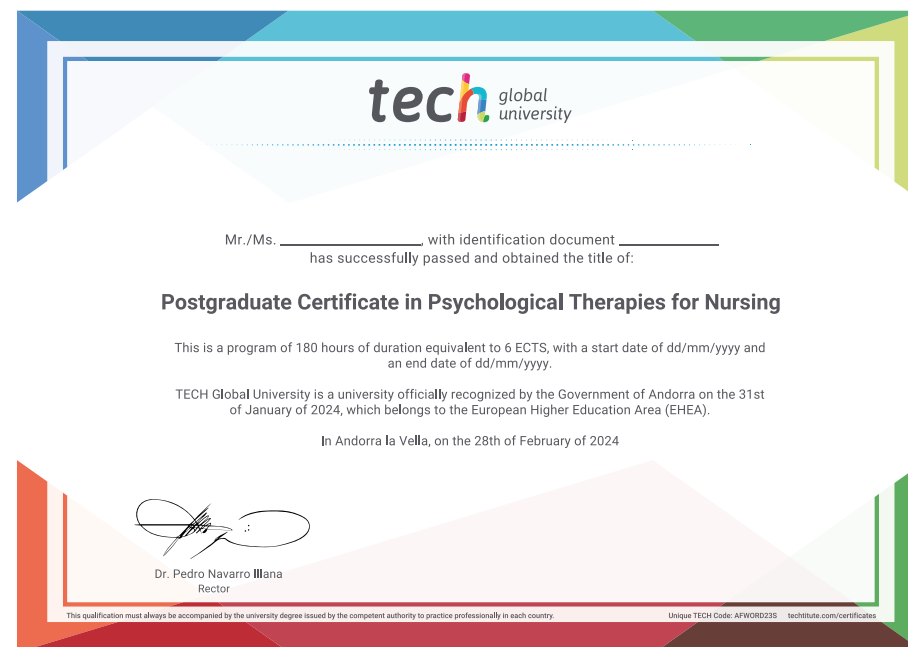 tech global university
Mr./Ms. ____________________, with identification document ______________
has successfully passed and obtained the title of:
Postgraduate Certificate in Psychological Therapies for Nursing
This is a program of 180 hours of duration equivalent to 6 ECTS, with a start date of dd/mm/yyyy and
an end date of dd/mm/yyyy.
TECH Global University is a university officially recognized by the Government of Andorra on the 31st
of January of 2024, which belongs to the European Higher Education Area (EHEA).
In Andorra la Vella, on the 28th of February of 2024
Dr. Pedro Navarro Illana
Rector
This qualification must always be accompanied by the university degree issued by the competent authority to practice professionally in each country.
Unique TECH Code: AFWORD23S techtitute.com/certificates